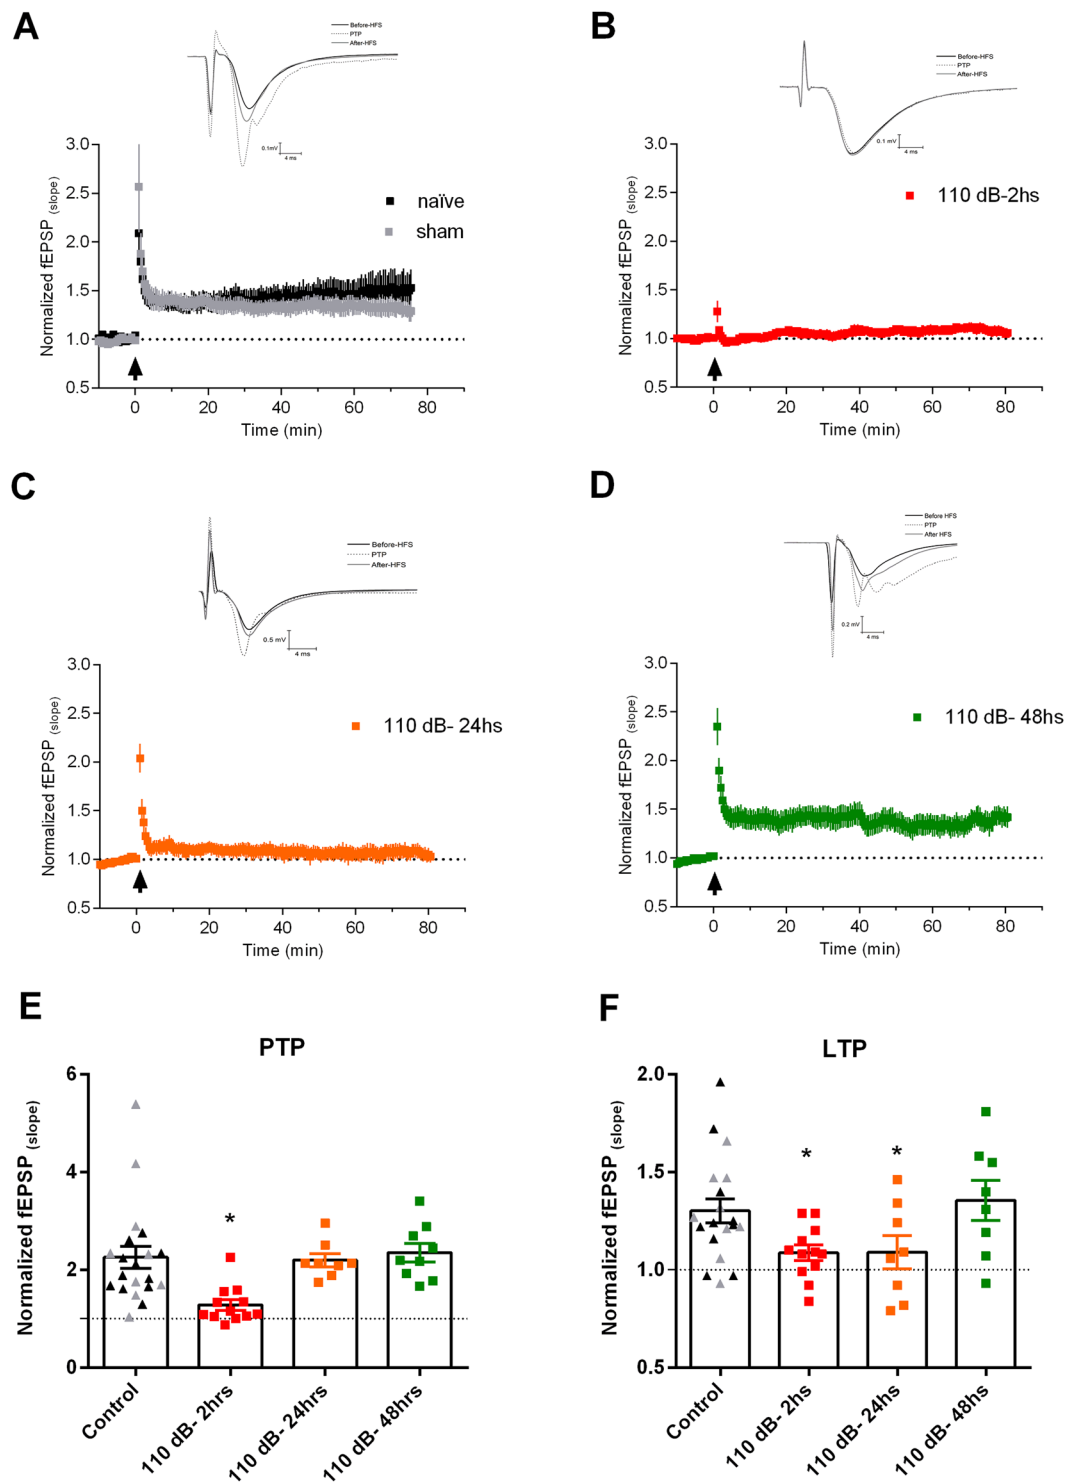 A
Before-HFS
PTP
After-HFS
0.1mV
4 ms
3.0
2.5
2.0
1.5
1.0
0.5
Normalized fEPSP (slope)
naïve
sham
0
20
40
60
80
Time (min)
B
Before-HFS
PTP
After-HFS
0.1 mV
4 ms
3.0
2.5
2.0
1.5
1.0
0.5
Normalized fEPSP (slope)
110 dB-2hs
0
20
40
60
80
Time (min)
C
Before-HFS
PTP
After-HFS
0.5 mV
4 ms
3.0
2.5
2.0
1.5
1.0
0.5
Normalized fEPSP (slope)
110 dB- 24hs
0
20
40
60
80
Time (min)
D
Before HFS
PTP
After HFS
0.2 mV
4 ms
3.0
2.5
2.0
1.5
1.0
0.5
Normalized fEPSP (slope)
110 dB- 48hs
0
20
40
60
80
Time (min)
E
PTP
6
4
2
0
Normalized fEPSP (slope)
*
Control
110 dB- 2hrs
110 dB- 24hrs
110 dB- 48hrs
F
LTP
2.0
1.5
1.0
0.5
Normalized fEPSP (slope)
*
*
Control
110 dB- 2hs
110 dB- 24hs
110 dB- 48hs